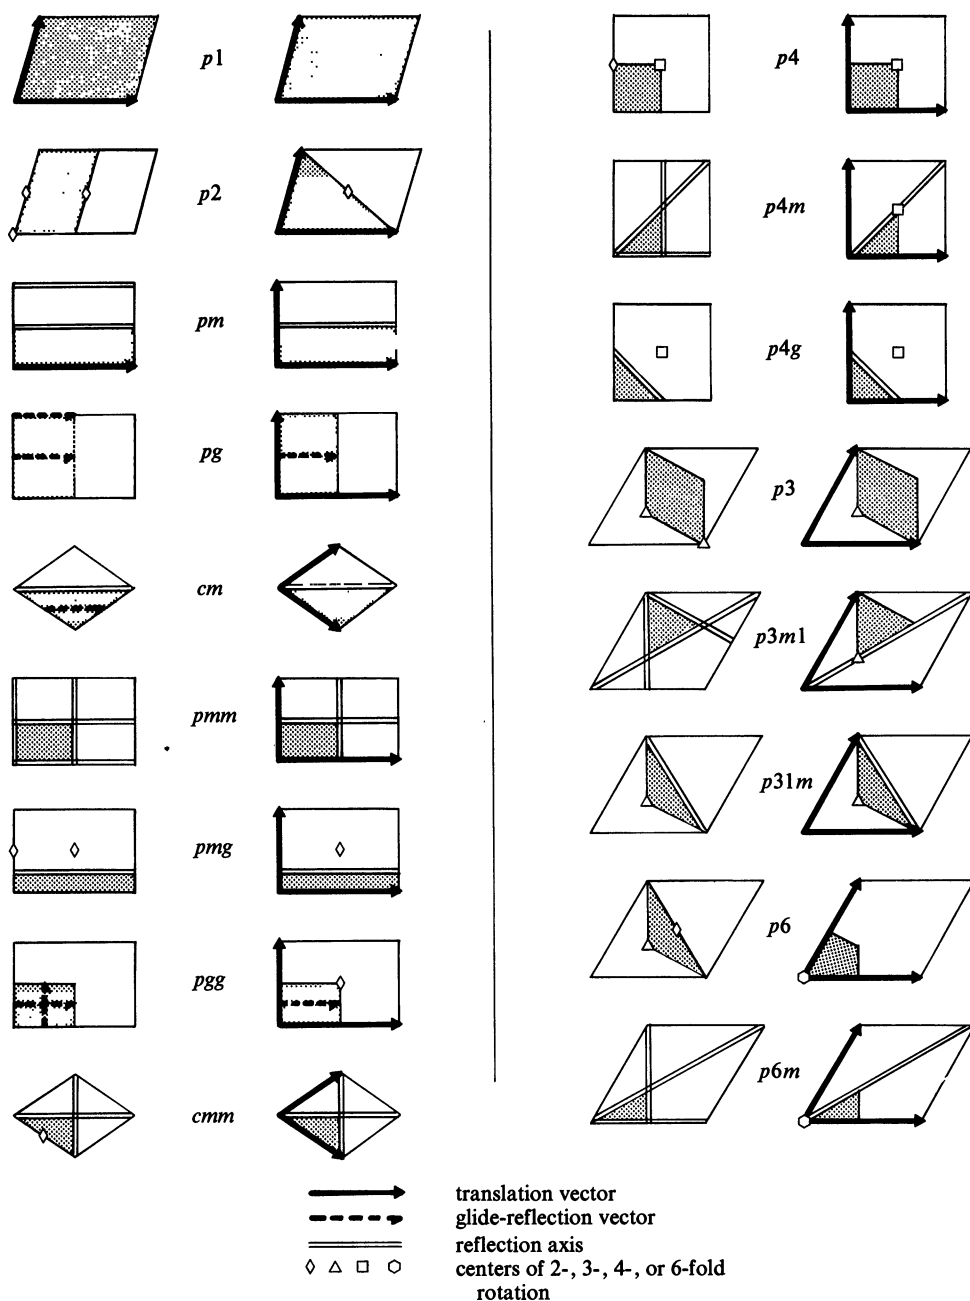 p1
p2
pm
pg
cm
pmm
pmg
pgg
cmm
p4
p4m
p4g
p3
p3m1
p31m
p6
p6m
translation vector
glide-reflection vector
reflection axis
centers of 2-, 3-, 4-, or 6-fold
rotation